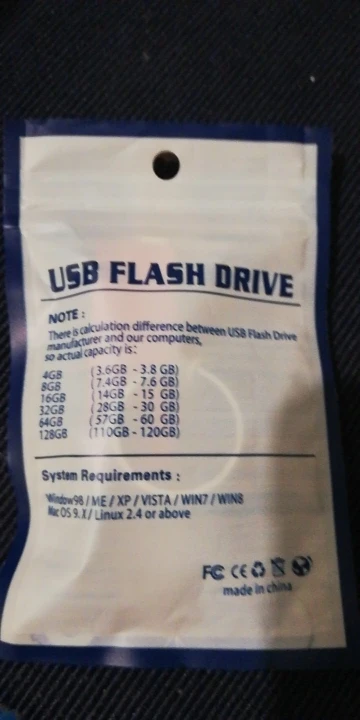 USB FLASH DRIVE
NOTE :
There is calculation difference between USB Flash Drive
manufacturer and our computers,
so actual capacity is:
4GB (3.6GB - 3.8 GB)
8GB (7.4GB - 7.6 GB)
16GB (14GB - 15 GB)
32GB (28GB - 30 GB)
64GB (57GB - 60 GB)
128GB (110GB - 120GB)
System Requirements :
Window98 / ME / XP / VISTA / WIN7 / WIN8
Mac OS 9.X / Linux 2.4 or above
FC CE
made in china